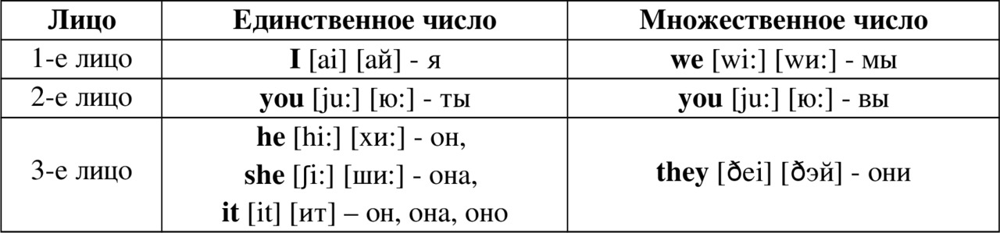 Лицо Единственное число Множественное число
1-е лицо I [ai] [ай] - я we [wi:] [wи:] - мы
2-е лицо you [ju:] [ю:] - ты you [ju:] [ю:] - вы
3-е лицо he [hi:] [хи:] - он,
she [ʃi:] [ши:] - она,
it [it] [ит] – он, она, оно
they [ðei] [ðэй] - они